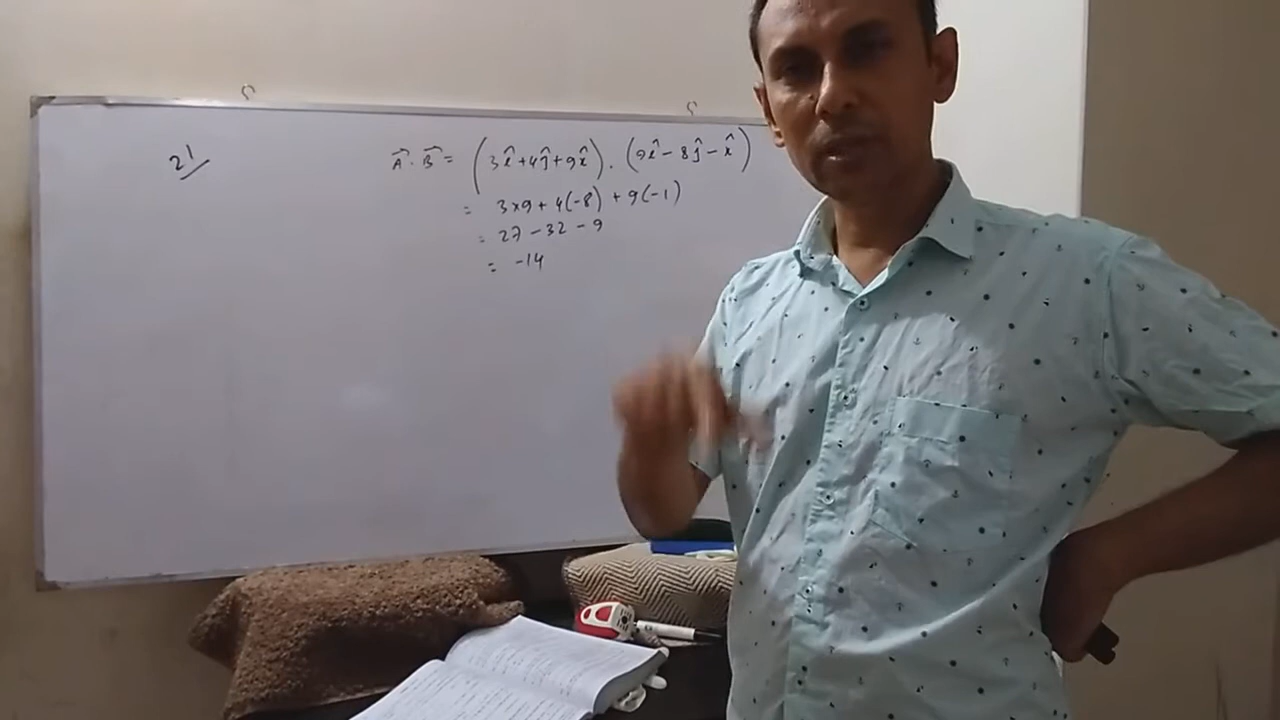 21
A⃗ . B⃗ = (3î + 4ĵ + 9k̂) . (9î - 8ĵ - k̂)
= 3×9 + 4(-8) + 9(-1)
= 27 - 32 - 9
= -14